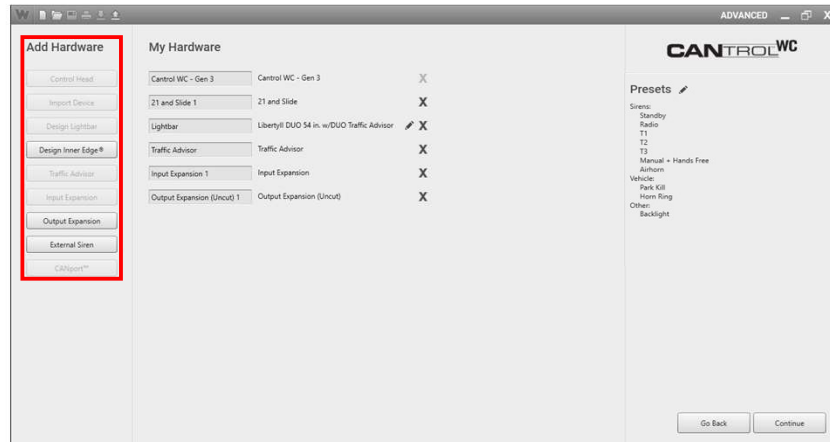 W ADVANCED X
Add Hardware
Control Head
Import Device
Design Lightbar
Design Inner Edge®
Traffic Advisor
Input Expansion
Output Expansion
External Siren
CANport™
My Hardware
Cantrol WC - Gen 3 Cantrol WC - Gen 3 X
21 and Slide 1 21 and Slide X
Lightbar LibertyII DUO 54 in. w/DUO Traffic Advisor X
Traffic Advisor Traffic Advisor X
Input Expansion 1 Input Expansion X
Output Expansion (Uncut) 1 Output Expansion (Uncut) X
CANTROL WC
Presets
Sirens:
Standby
Radio
T1
T2
T3
Manual + Hands Free
Airhorn
Vehicle:
Park Kill
Horn Ring
Other:
Backlight
Go Back Continue